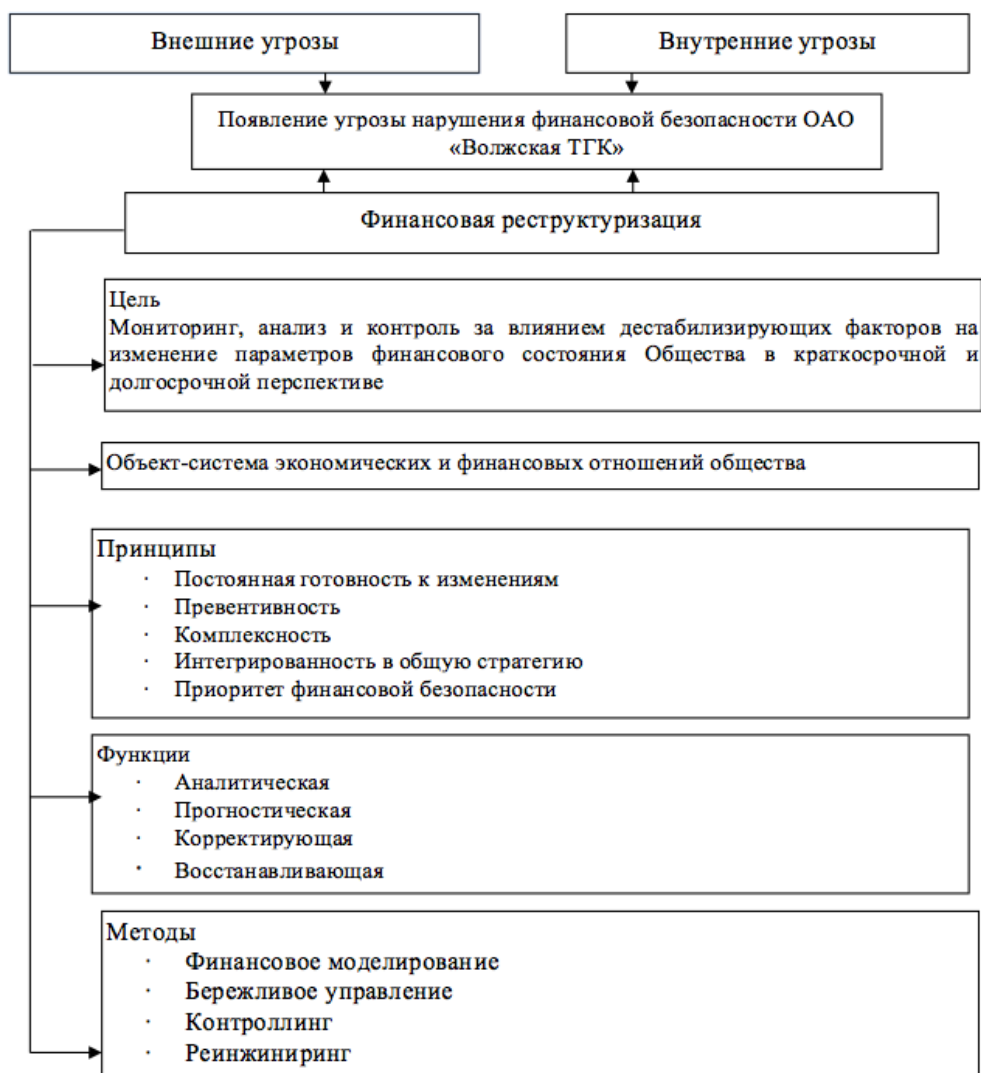 Внешние угрозы
Внутренние угрозы
Появление угрозы нарушения финансовой безопасности ОАО
«Волжская ТГК»
Финансовая реструктуризация
Цель
Мониторинг, анализ и контроль за влиянием дестабилизирующих факторов на
изменение параметров финансового состояния Общества в краткосрочной и
долгосрочной перспективе
Объект-система экономических и финансовых отношений общества
Принципы
· Постоянная готовность к изменениям
· Превентивность
· Комплексность
· Интегрированность в общую стратегию
· Приоритет финансовой безопасности
Функции
· Аналитическая
· Прогностическая
· Корректирующая
· Восстанавливающая
Методы
· Финансовое моделирование
· Бережливое управление
· Контроллинг
· Реинжиниринг